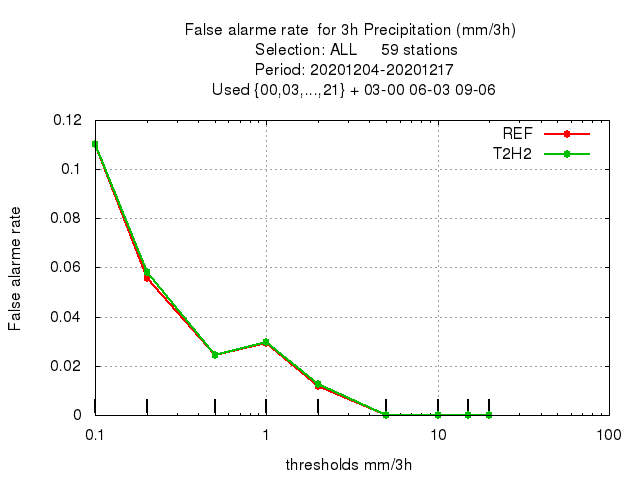 False alarme rate  for 3h Precipitation (mm/3h)
Selection: ALL     59 stations
Period: 20201204-20201217
Used {00,03,...,21} + 03-00 06-03 09-06
REF
T2H2
False alarme rate
0.12
0.1
0.08
0.06
0.04
0.02
0
0.1 1 10 100
thresholds mm/3h